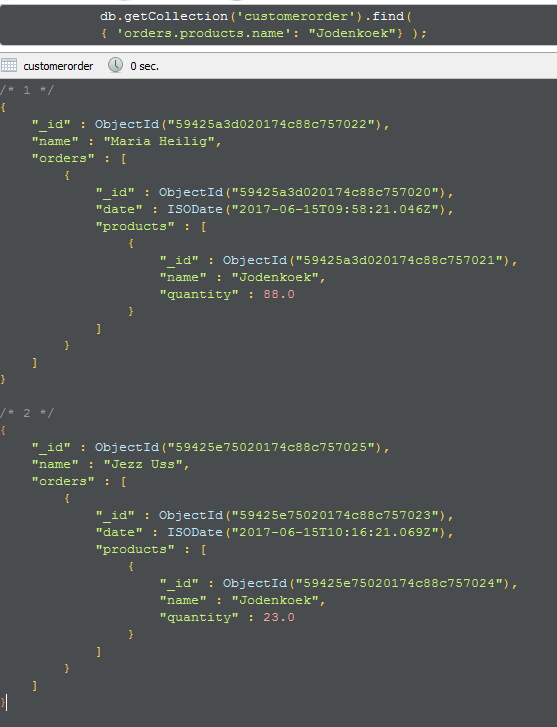 db.getCollection('customerorder').find(
{ 'orders.products.name': "Jodenkoek"} );
customerorder 0 sec.
/* 1 */
{
"_id" : ObjectId("59425a3d020174c88c757022"),
"name" : "Maria Heilig",
"orders" : [
{
"_id" : ObjectId("59425a3d020174c88c757020"),
"date" : ISODate("2017-06-15T09:58:21.046Z"),
"products" : [
{
"_id" : ObjectId("59425a3d020174c88c757021"),
"name" : "Jodenkoek",
"quantity" : 88.0
}
]
}
]
}
/* 2 */
{
"_id" : ObjectId("59425e75020174c88c757025"),
"name" : "Jezz Uss",
"orders" : [
{
"_id" : ObjectId("59425e75020174c88c757023"),
"date" : ISODate("2017-06-15T10:16:21.069Z"),
"products" : [
{
"_id" : ObjectId("59425e75020174c88c757024"),
"name" : "Jodenkoek",
"quantity" : 23.0
}
]
}
]
}